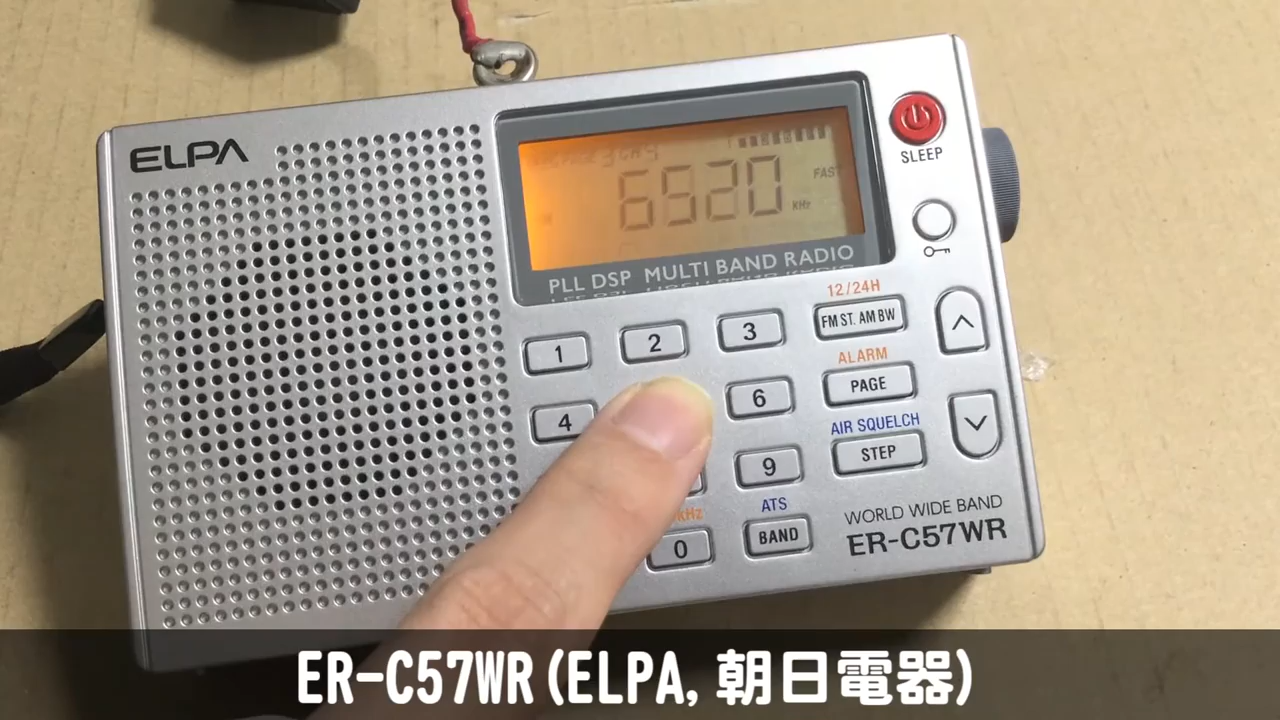 ELPA
6920
FAST
KHz
PLL DSP MULTI BAND RADIO
SLEEP
12/24H
1
2
3
FM ST. AM BW
ALARM
4
6
PAGE
AIR SQUELCH
9
STEP
ATS
0
BAND
WORLD WIDE BAND
ER-C57WR
ER-C57WR(ELPA,朝日電器)